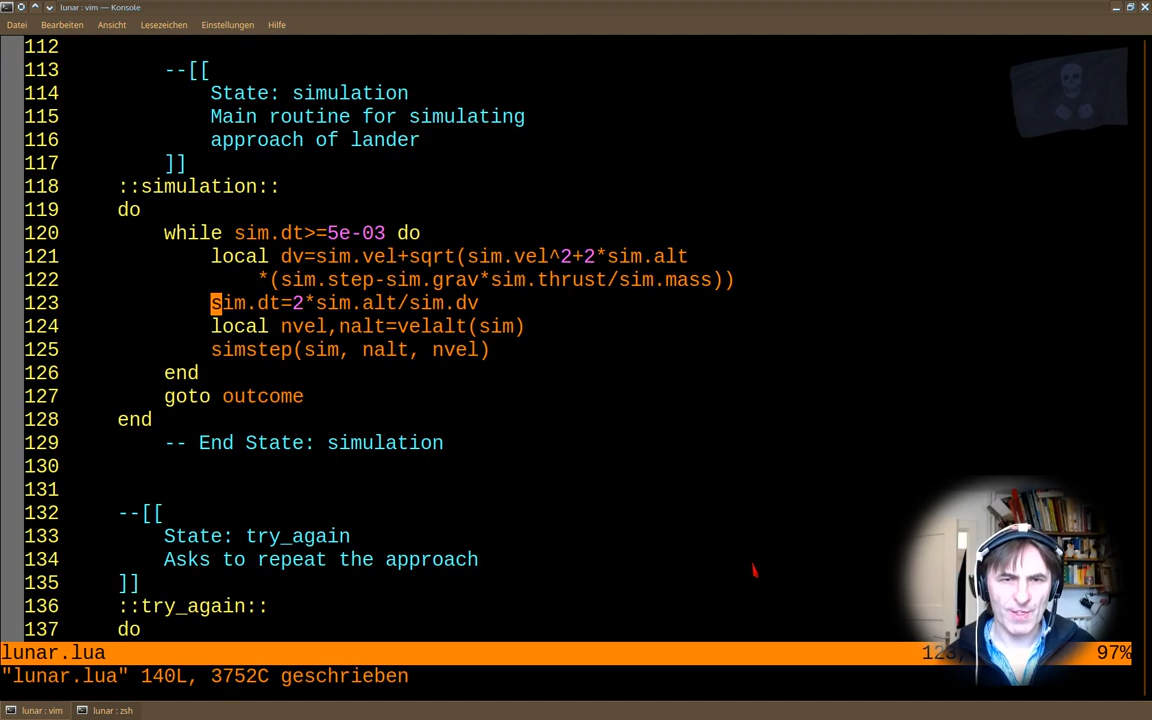 lunar : vim — Konsole
Datei Bearbeiten Ansicht Lesezeichen Einstellungen Hilfe
112
113 --[[
114 State: simulation
115 Main routine for simulating
116 approach of lander
117 ]]
118 ::simulation::
119 do
120 while sim.dt>=5e-03 do
121 local dv=sim.vel+sqrt(sim.vel^2+2*sim.alt
122 *(sim.step-sim.grav*sim.thrust/sim.mass))
123 sim.dt=2*sim.alt/sim.dv
124 local nvel,nalt=velalt(sim)
125 simstep(sim, nalt, nvel)
126 end
127 goto outcome
128 end
129 -- End State: simulation
130
131
132 --[[
133 State: try_again
134 Asks to repeat the approach
135 ]]
136 ::try_again::
137 do
lunar.lua 97%
"lunar.lua" 140L, 3752C geschrieben
lunar : vim lunar : zsh